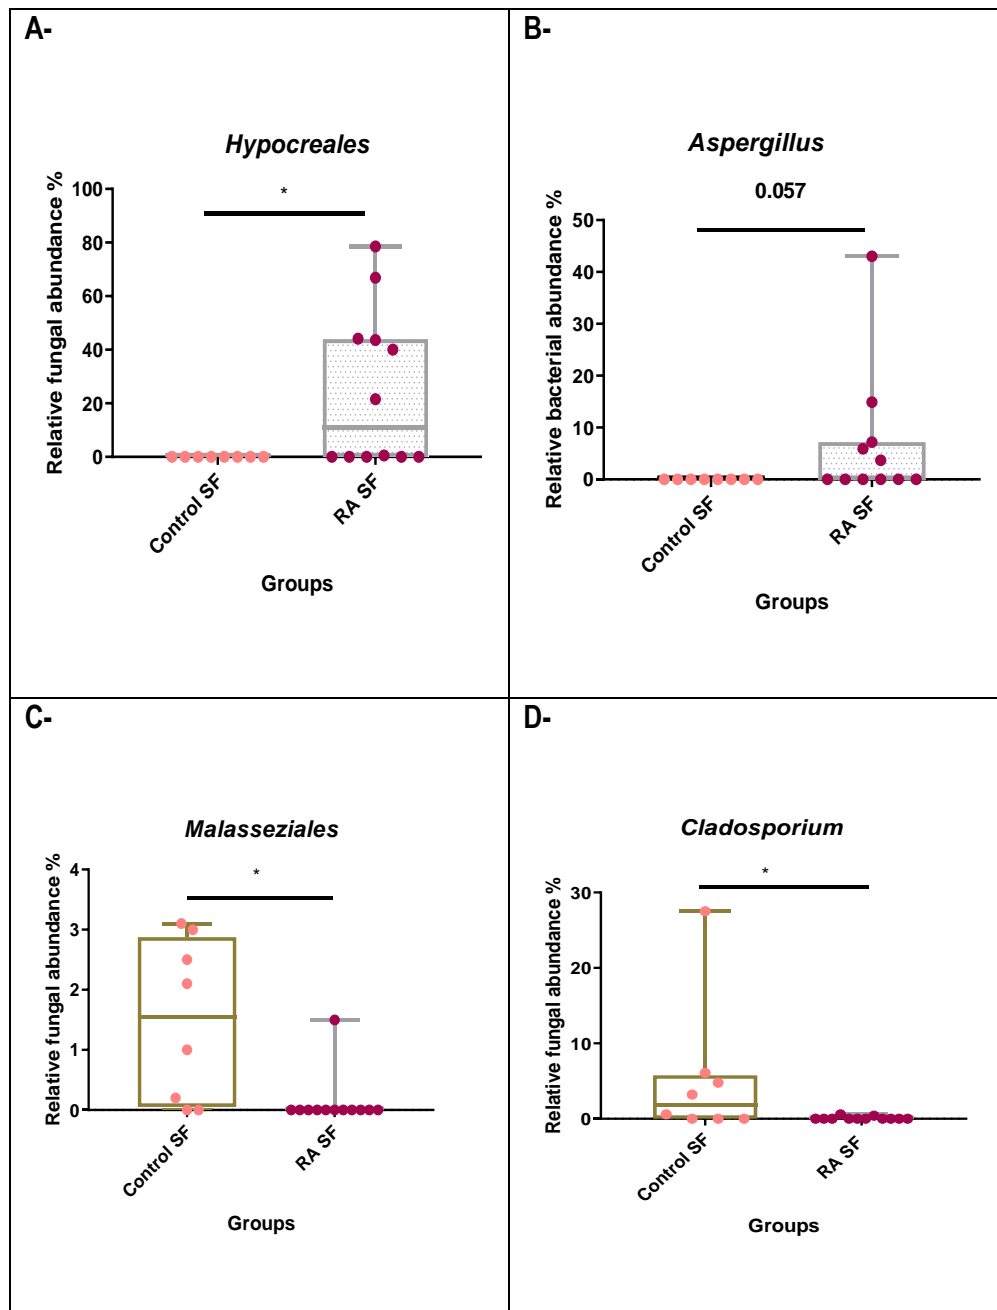 A-
Hypocreales
*
Relative fungal abundance %
100
80
60
40
20
0
Control SF
RA SF
Groups
B-
Aspergillus
0.057
Relative bacterial abundance %
50
40
30
20
10
0
Control SF
RA SF
Groups
C-
Malasseziales
*
Relative fungal abundance %
4
3
2
1
0
Control SF
RA SF
Groups
D-
Cladosporium
*
Relative fungal abundance %
30
20
10
0
Control SF
RA SF
Groups